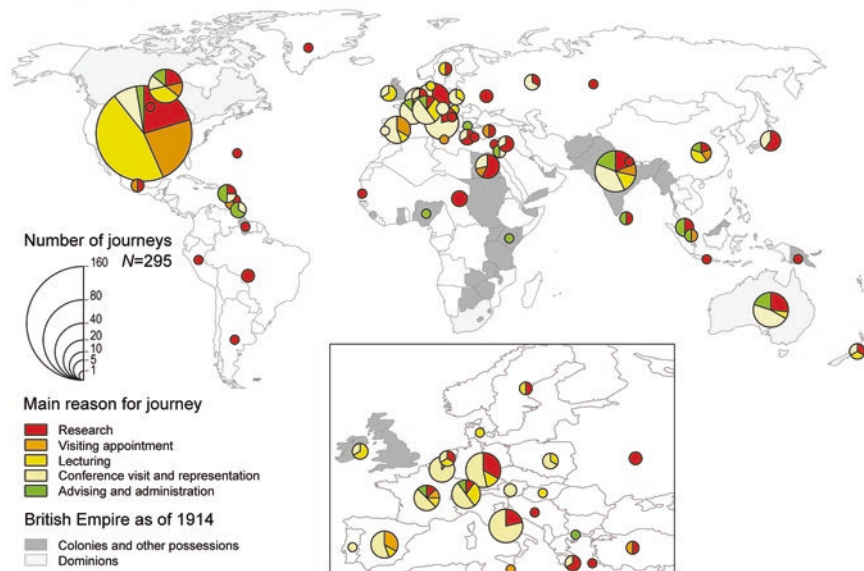 Number of journeys
N=295
160
80
40
20
10
5
1
Main reason for journey
Research
Visiting appointment
Lecturing
Conference visit and representation
Advising and administration
British Empire as of 1914
Colonies and other possessions
Dominions